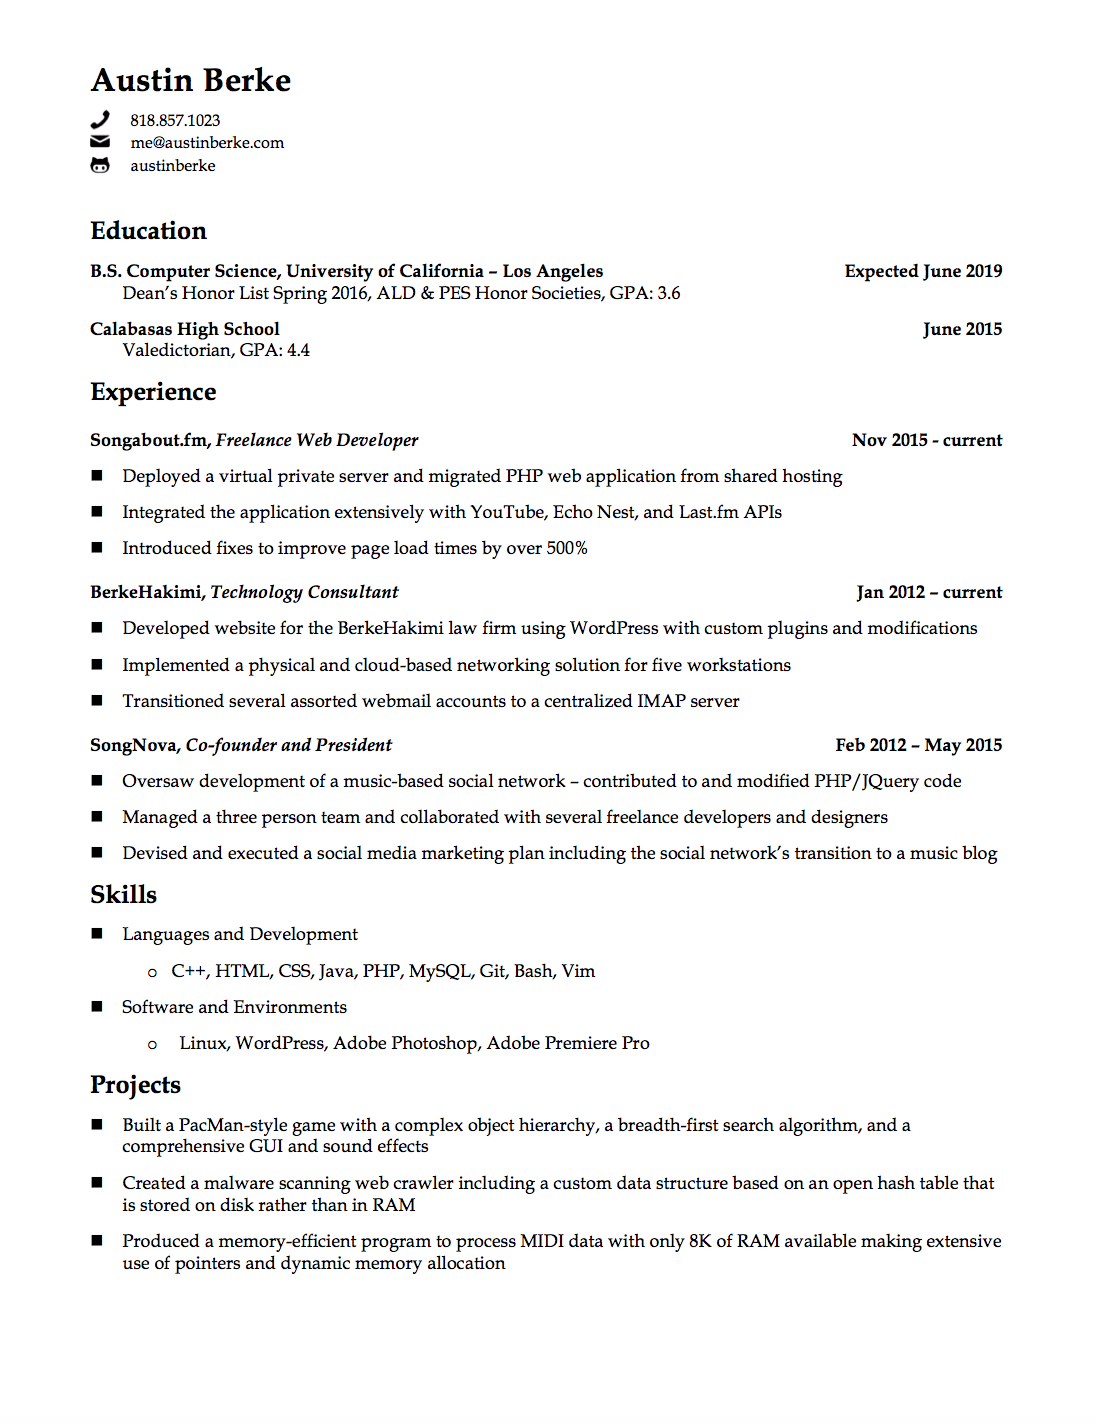 Austin Berke
818.857.1023
me@austinberke.com
austinberke
Education
B.S. Computer Science, University of California – Los Angeles Expected June 2019
Dean's Honor List Spring 2016, ALD & PES Honor Societies, GPA: 3.6
Calabasas High School June 2015
Valedictorian, GPA: 4.4
Experience
Songabout.fm, Freelance Web Developer Nov 2015 - current
■ Deployed a virtual private server and migrated PHP web application from shared hosting
■ Integrated the application extensively with YouTube, Echo Nest, and Last.fm APIs
■ Introduced fixes to improve page load times by over 500%
BerkeHakimi, Technology Consultant Jan 2012 – current
■ Developed website for the BerkeHakimi law firm using WordPress with custom plugins and modifications
■ Implemented a physical and cloud-based networking solution for five workstations
■ Transitioned several assorted webmail accounts to a centralized IMAP server
SongNova, Co-founder and President Feb 2012 – May 2015
■ Oversaw development of a music-based social network – contributed to and modified PHP/JQuery code
■ Managed a three person team and collaborated with several freelance developers and designers
■ Devised and executed a social media marketing plan including the social network's transition to a music blog
Skills
■ Languages and Development
o C++, HTML, CSS, Java, PHP, MySQL, Git, Bash, Vim
■ Software and Environments
o Linux, WordPress, Adobe Photoshop, Adobe Premiere Pro
Projects
■ Built a PacMan-style game with a complex object hierarchy, a breadth-first search algorithm, and a
comprehensive GUI and sound effects
■ Created a malware scanning web crawler including a custom data structure based on an open hash table that
is stored on disk rather than in RAM
■ Produced a memory-efficient program to process MIDI data with only 8K of RAM available making extensive
use of pointers and dynamic memory allocation